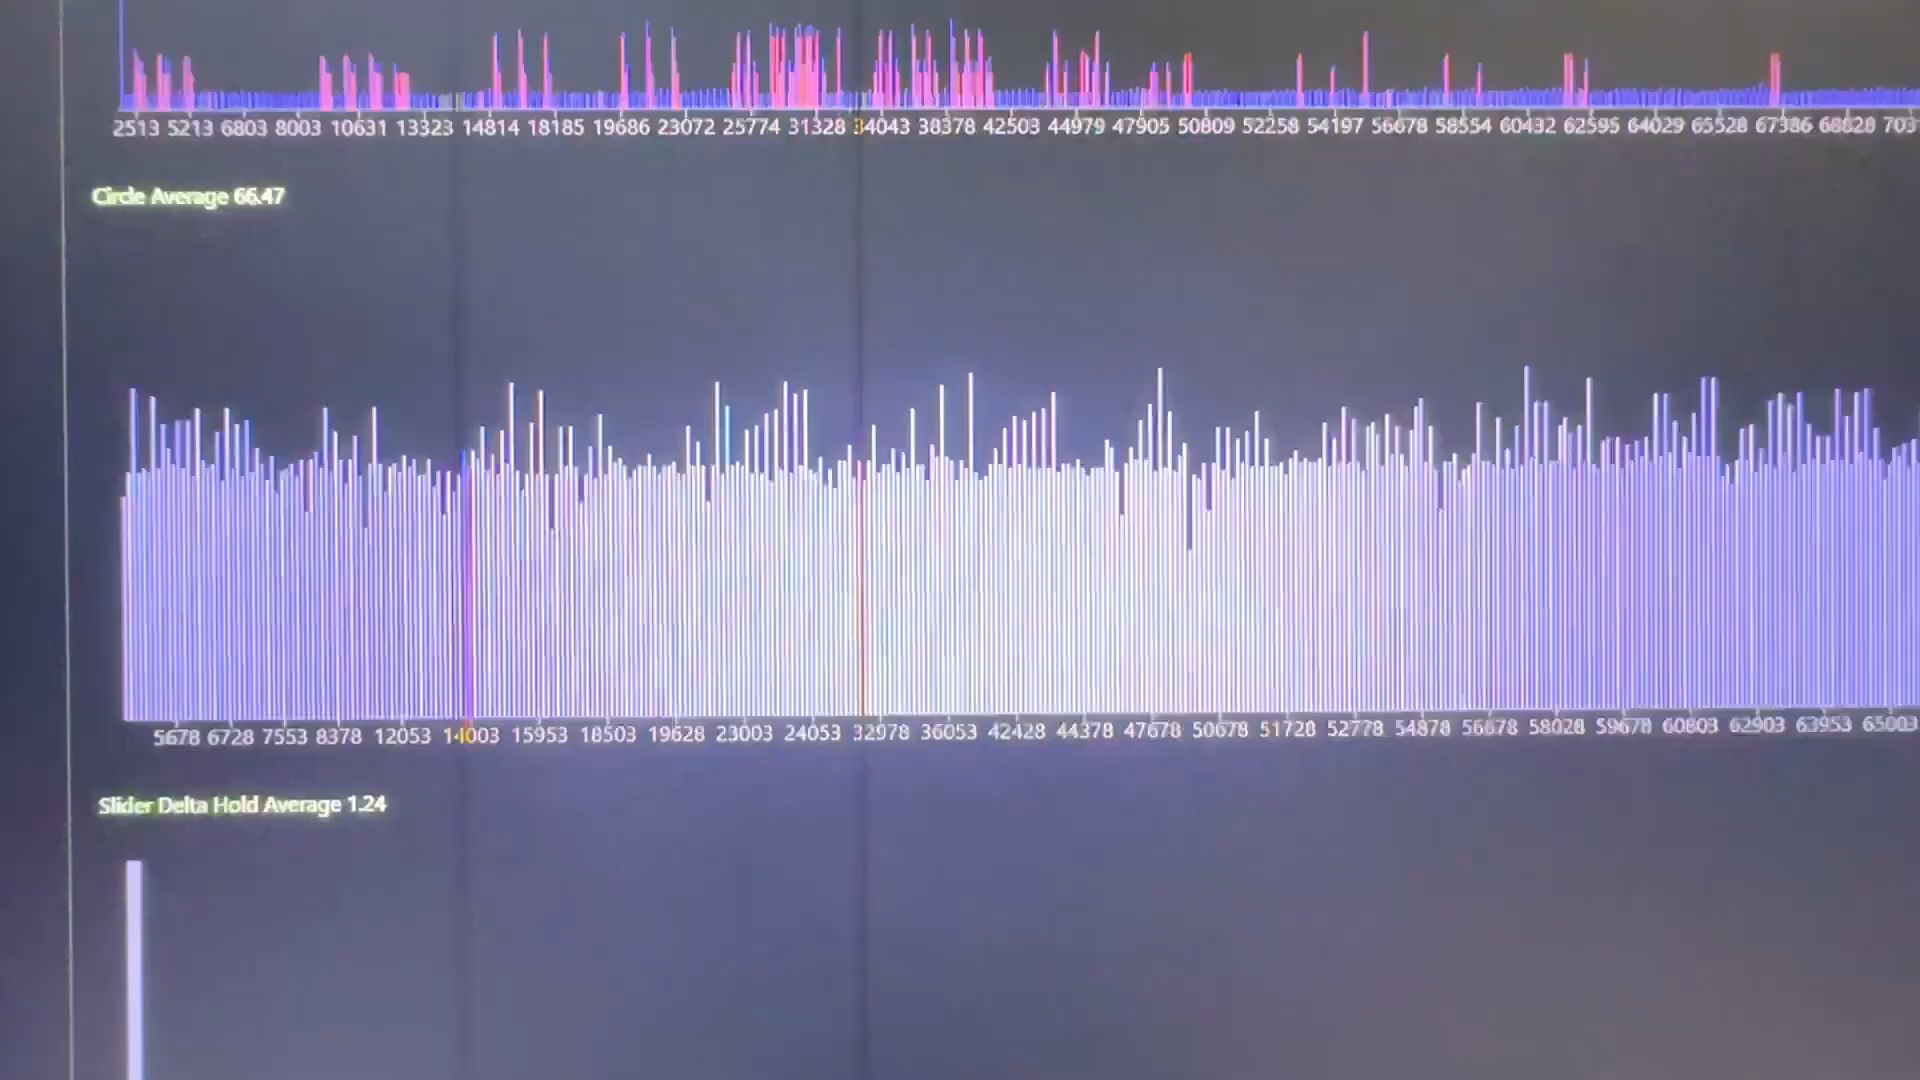 2513 5213 6803 8003 10631 13323 14814 18185 19686 23072 25774 31328 34043 38378 42503 44979 47905 50809 52258 54197 56678 58554 60432 62595 64029 65528 67386 68828 703
Circle Average 66.47
5678 6728 7553 8378 12053 14003 15953 18503 19628 23003 24053 32978 36053 42428 44378 47678 50678 51728 52778 54878 56678 58028 59678 60803 62903 63953 65003
Slider Delta Hold Average 1.24